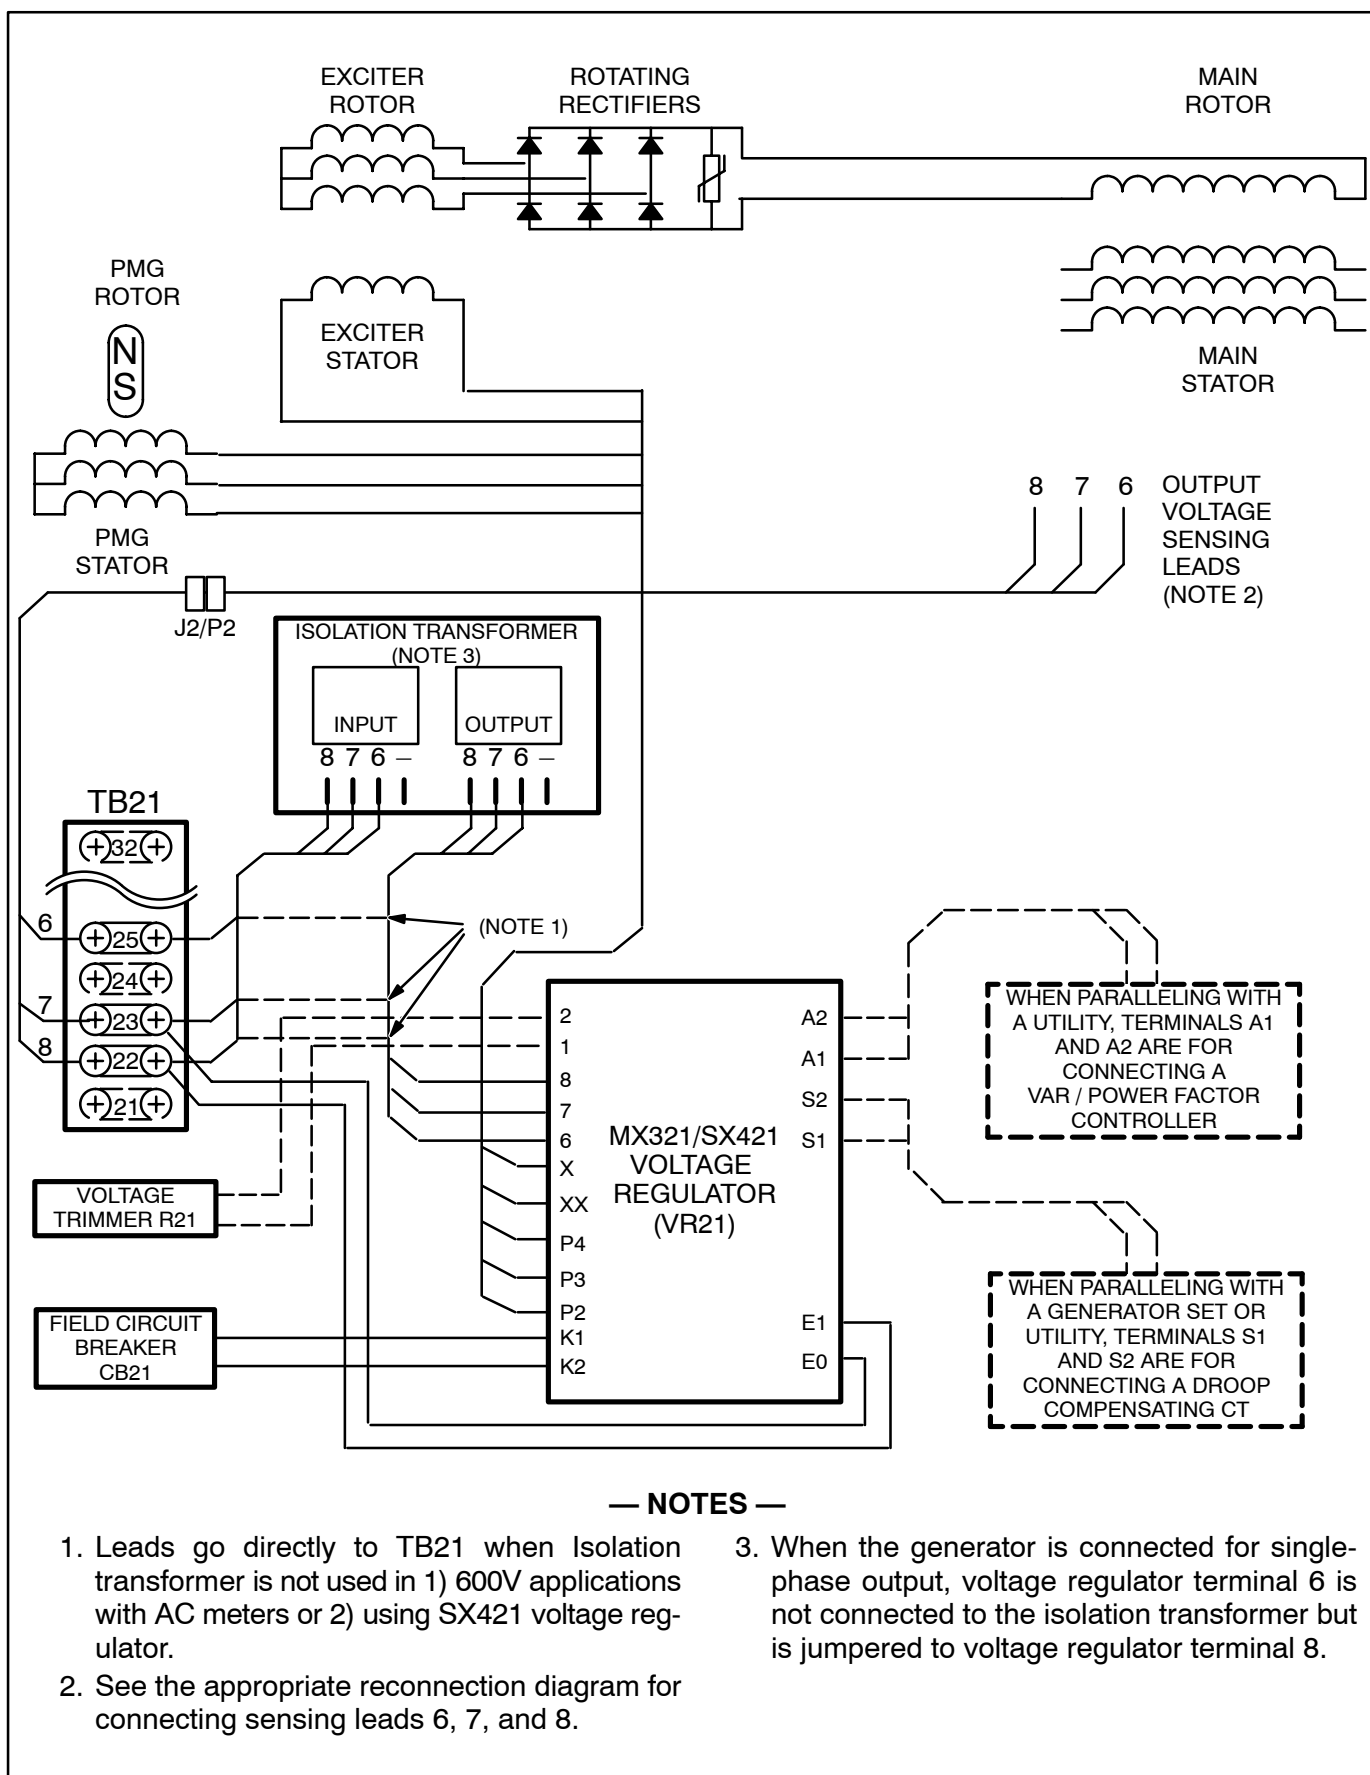 EXCITER
ROTOR
ROTATING
RECTIFIERS
MAIN
ROTOR
PMG
ROTOR
N
S
EXCITER
STATOR
MAIN
STATOR
PMG
STATOR
8 7 6
OUTPUT
VOLTAGE
SENSING
LEADS
(NOTE 2)
J2/P2
ISOLATION TRANSFORMER
(NOTE 3)
INPUT
OUTPUT
8 7 6 –
8 7 6 –
TB21
32
6
25
24
7
23
8
22
21
(NOTE 1)
VOLTAGE
TRIMMER R21
FIELD CIRCUIT
BREAKER
CB21
2
1
8
7
6
X
XX
P4
P3
P2
K1
K2
MX321/SX421
VOLTAGE
REGULATOR
(VR21)
A2
A1
S2
S1
E1
E0
WHEN PARALLELING WITH
A UTILITY, TERMINALS A1
AND A2 ARE FOR
CONNECTING A
VAR / POWER FACTOR
CONTROLLER
WHEN PARALLELING WITH
A GENERATOR SET OR
UTILITY, TERMINALS S1
AND S2 ARE FOR
CONNECTING A DROOP
COMPENSATING CT
— NOTES —
1. Leads go directly to TB21 when Isolation
transformer is not used in 1) 600V applications
with AC meters or 2) using SX421 voltage reg-
ulator.
2. See the appropriate reconnection diagram for
connecting sensing leads 6, 7, and 8.
3. When the generator is connected for single-
phase output, voltage regulator terminal 6 is
not connected to the isolation transformer but
is jumpered to voltage regulator terminal 8.